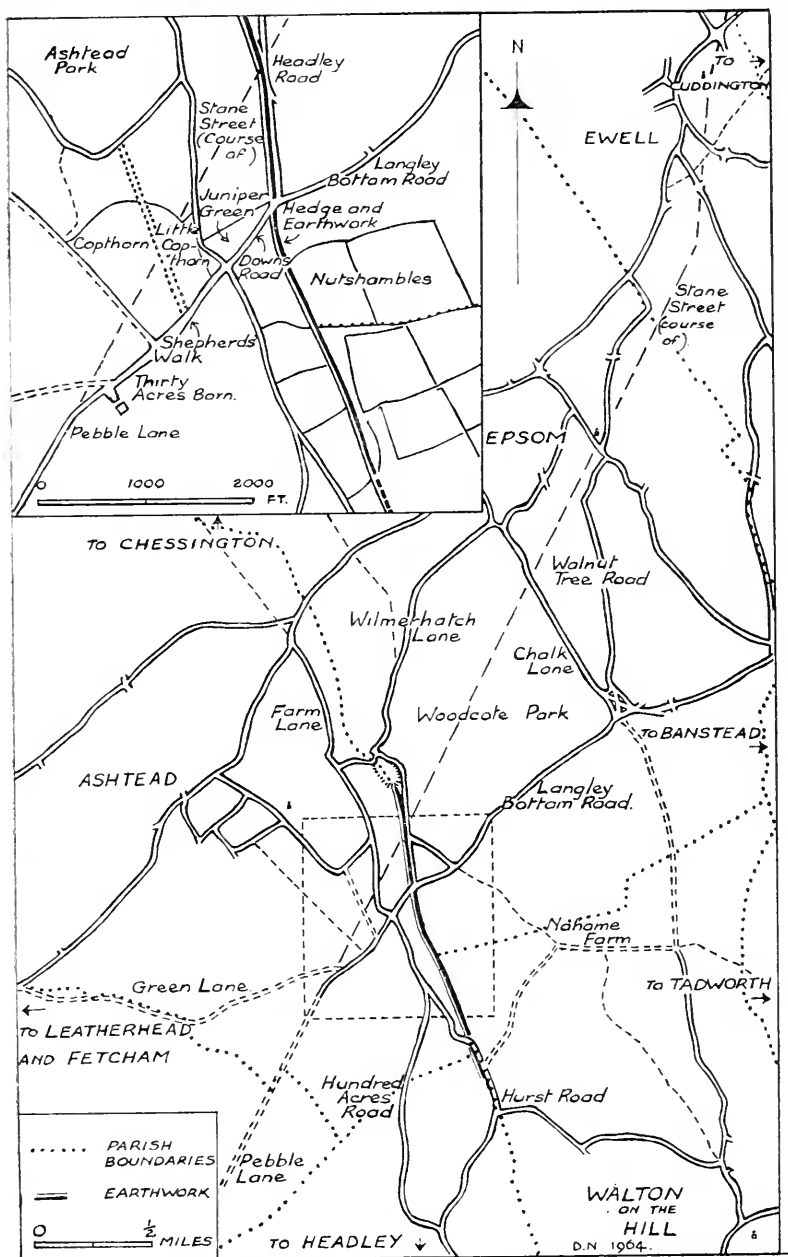 Ashtead
Park
Headley
Road
Stane
Street
(Course
of)
Langley
Bottam Road
Juniper
Green
Hedge and
Earthwork
Copthorn
Little
Cop-
thorn
Downs
Road
Nutshambles
Shepherds
Walk
Thirty
Acres Barn.
Pebble Lane
0 1000 2000
FT.
N
TO
CUDDINGTON
EWELL
Stane
Street
(course
of)
EPSOM
TO CHESSINGTON.
Walnut
Tree Road
Wilmerhatch
Lane
Chalk
Lane
Farm
Lane
Woodcote Park
TO BANSTEAD
ASHTEAD
Langley
Bottam Road.
Nohome
Farm
Green Lane
TO TADWORTH
TO LEATHERHEAD
AND FETCHAM
Hundred
Acres
Road
Hurst Road
PARISH
BOUNDARIES
EARTHWORK
0 ½
MILES
Pebble
Lane
TO HEADLEY
WALTON
ON THE
HILL
D.N 1964.